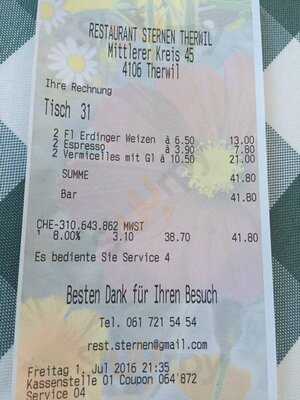 RESTAURANT STERNEN THERWIL
Mittlerer Kreis 45
4106 Therwil
Ihre Rechnung
Tisch 31
2 Fl Erdinger Weizen à 6.50 13.00
2 Espresso à 3.90 7.80
2 Vermicelles mit Gl à 10.50 21.00
SUMME 41.80
Bar 41.80
CHE-310.643.862 MWST
1 8.00% 3.10 38.70 41.80
Es bediente Sie Service 4
Besten Dank für Ihren Besuch
Tel. 061 721 54 54
rest.sternen@gmail.com
Freitag 1. Jul 2016 21:35
Kassenstelle 01 Coupon 064'872
Service 04